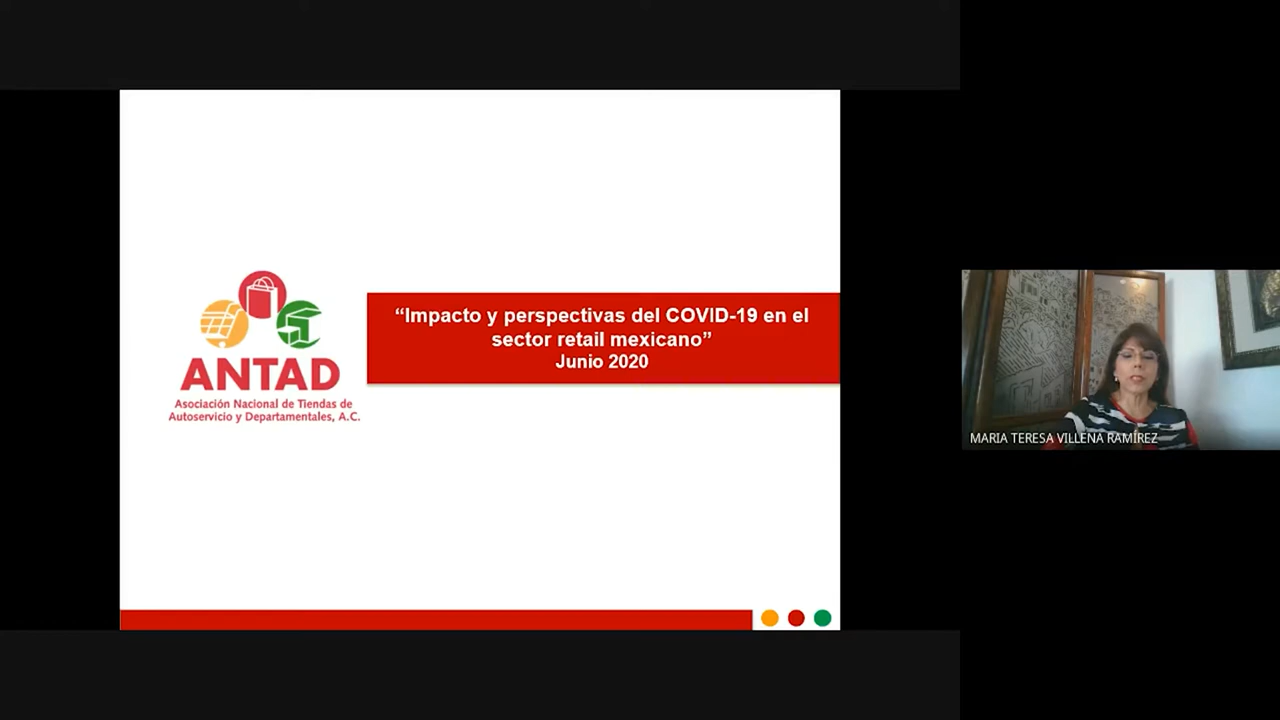 “Impacto y perspectivas del COVID-19 en el
sector retail mexicano”
Junio 2020
ANTAD
Asociación Nacional de Tiendas de
Autoservicio y Departamentales, A.C.
MARIA TERESA VILLENA RAMÍREZ